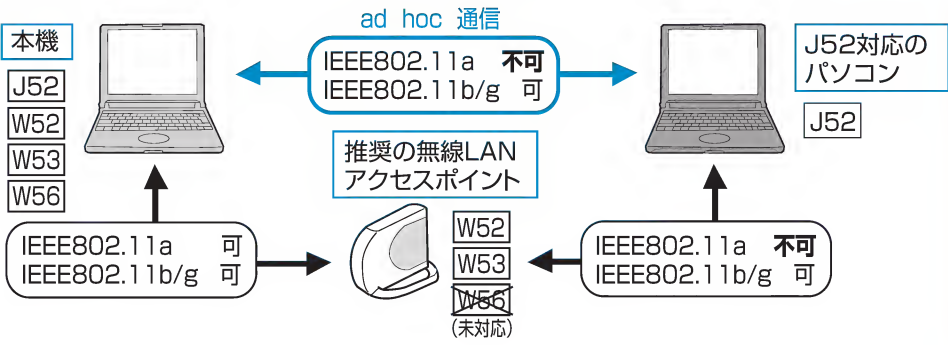 ad hoc 通信
本機
IEEE802.11a 不可
IEEE802.11b/g 可
J52対応の
パソコン
J52
W52
W53
W56
J52
推奨の無線LAN
アクセスポイント
IEEE802.11a 可
IEEE802.11b/g 可
W52
W53
W56
(未対応)
IEEE802.11a 不可
IEEE802.11b/g 可